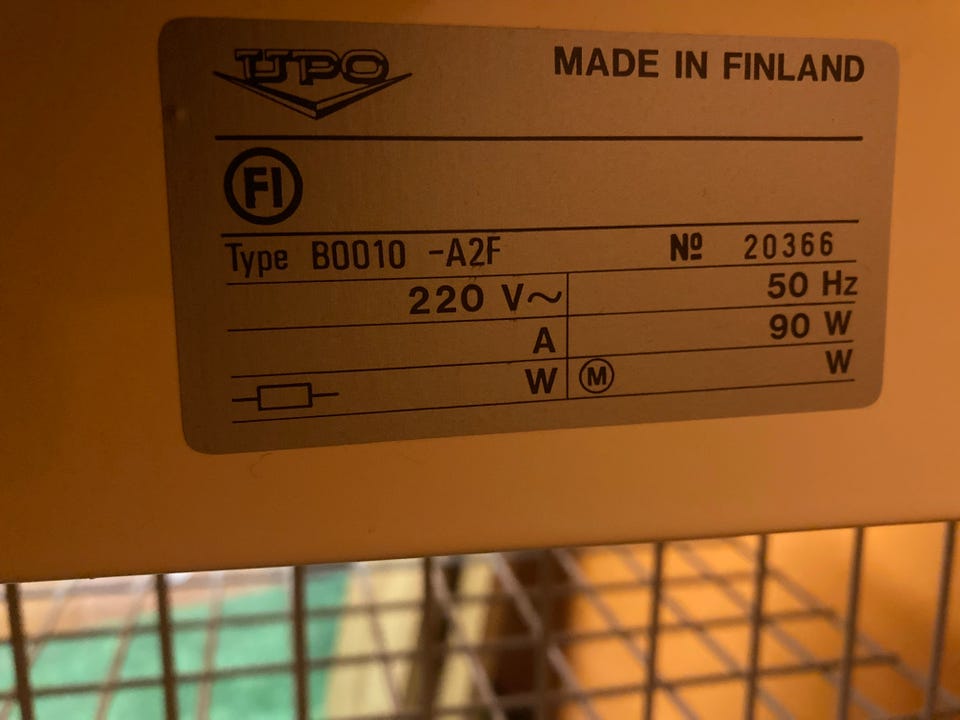 UPO
MADE IN FINLAND
FI
Type B0010 -A2F Nº 20366
220 V~ 50 Hz
A 90 W
W M W